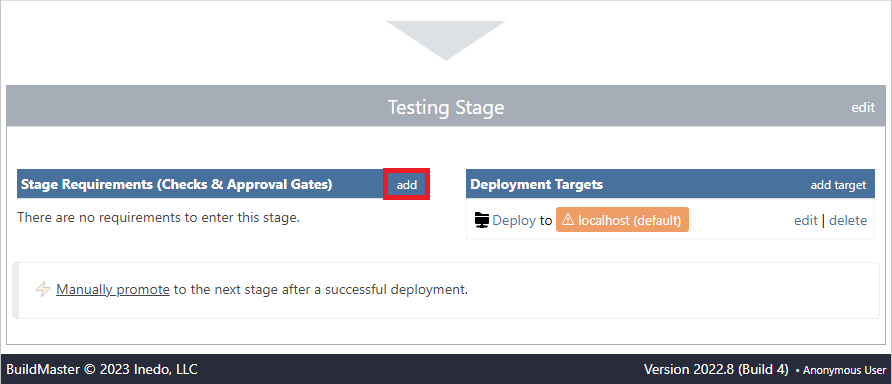 Testing Stage edit
Stage Requirements (Checks & Approval Gates) add
There are no requirements to enter this stage.
Deployment Targets add target
Deploy to localhost (default) edit | delete
Manually promote to the next stage after a successful deployment.
BuildMaster © 2023 Inedo, LLC Version 2022.8 (Build 4) • Anonymous User